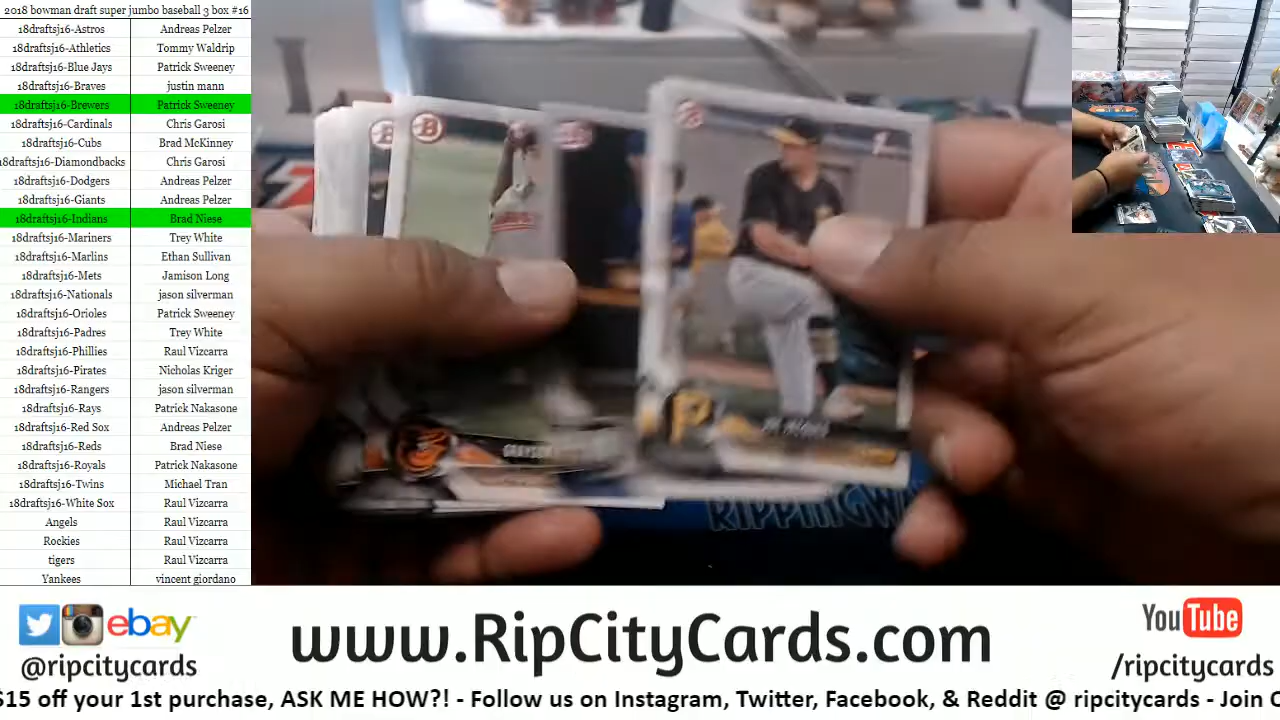 2018 bowman draft super jumbo baseball 3 box #16
18draftsj16-Astros Andreas Pelzer
18draftsj16-Athletics Tommy Waldrip
18draftsj16-Blue Jays Patrick Sweeney
18draftsj16-Braves justin mann
18draftsj16-Brewers Patrick Sweeney
18draftsj16-Cardinals Chris Garosi
18draftsj16-Cubs Brad McKinney
18draftsj16-Diamondbacks Chris Garosi
18draftsj16-Dodgers Andreas Pelzer
18draftsj16-Giants Andreas Pelzer
18draftsj16-Indians Brad Niese
18draftsj16-Mariners Trey White
18draftsj16-Marlins Ethan Sullivan
18draftsj16-Mets Jamison Long
18draftsj16-Nationals jason silverman
18draftsj16-Orioles Patrick Sweeney
18draftsj16-Padres Trey White
18draftsj16-Phillies Raul Vizcarra
18draftsj16-Pirates Nicholas Kriger
18draftsj16-Rangers jason silverman
18draftsj16-Rays Patrick Nakasone
18draftsj16-Red Sox Andreas Pelzer
18draftsj16-Reds Brad Niese
18draftsj16-Royals Patrick Nakasone
18draftsj16-Twins Michael Tran
18draftsj16-White Sox Raul Vizcarra
Angels Raul Vizcarra
Rockies Raul Vizcarra
tigers Raul Vizcarra
Yankees vincent giordano
B B
P
RIPPINGW
ebay
@ripcitycards
www.RipCityCards.com
YouTube
/ripcitycards
$15 off your 1st purchase, ASK ME HOW?! - Follow us on Instagram, Twitter, Facebook, & Reddit @ ripcitycards - Join